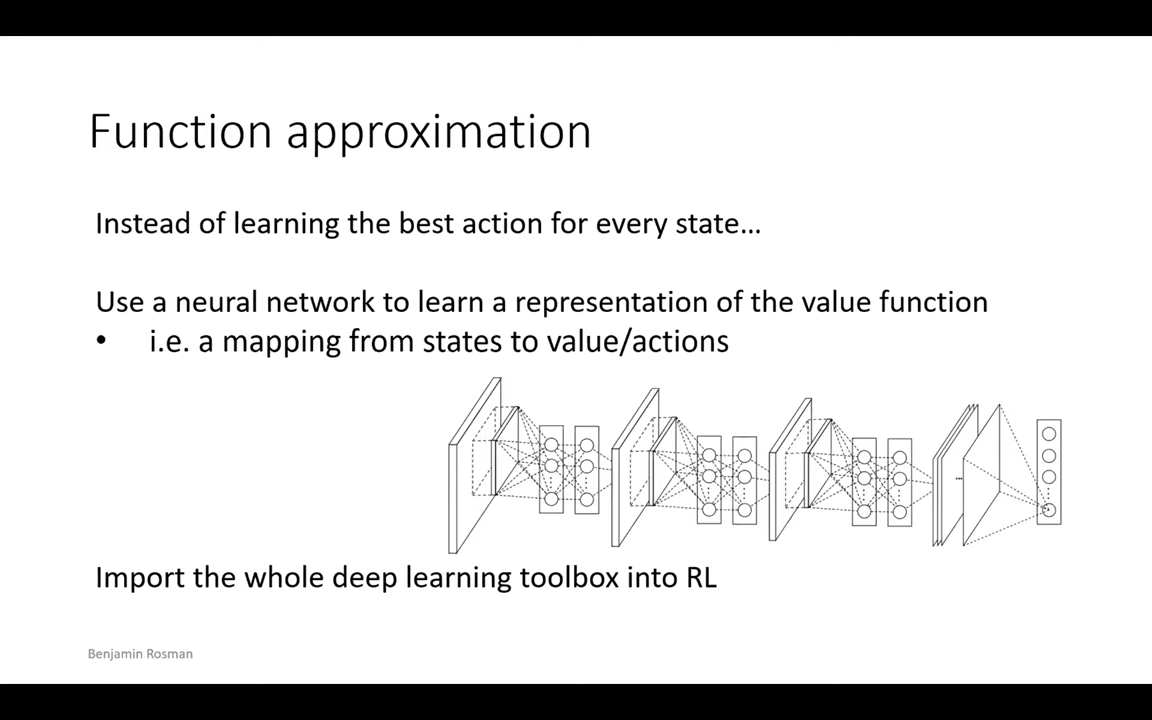 Function approximation
Instead of learning the best action for every state…
Use a neural network to learn a representation of the value function
• i.e. a mapping from states to value/actions
...
Import the whole deep learning toolbox into RL
Benjamin Rosman